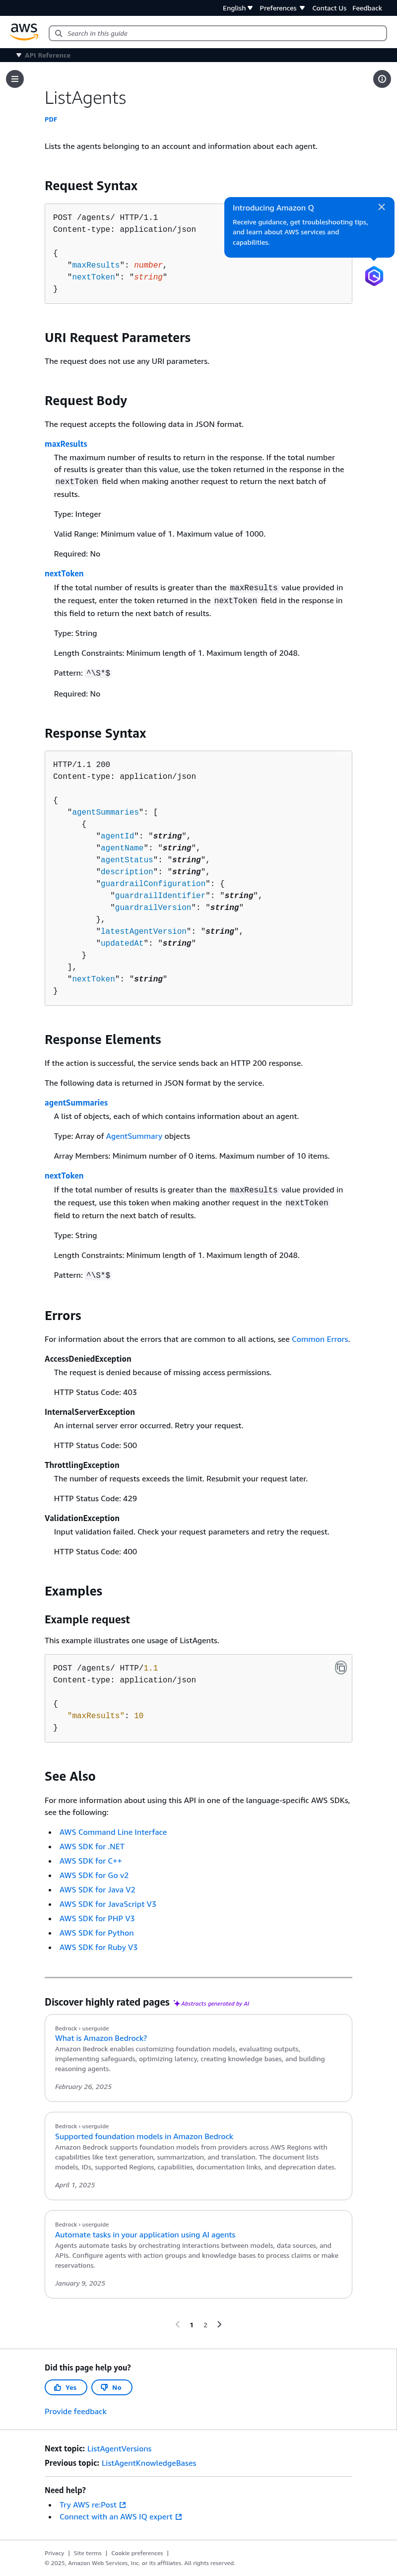 English Preferences Contact Us Feedback
aws
Search in this guide
API Reference
ListAgents
PDF
Lists the agents belonging to an account and information about each agent.
Request Syntax
Introducing Amazon Q
Receive guidance, get troubleshooting tips,
and learn about AWS services and
capabilities.
POST /agents/ HTTP/1.1
Content-type: application/json
{
"maxResults": number,
"nextToken": "string"
}
URI Request Parameters
The request does not use any URI parameters.
Request Body
The request accepts the following data in JSON format.
maxResults
The maximum number of results to return in the response. If the total number
of results is greater than this value, use the token returned in the response in the
nextToken field when making another request to return the next batch of
results.
Type: Integer
Valid Range: Minimum value of 1. Maximum value of 1000.
Required: No
nextToken
If the total number of results is greater than the maxResults value provided in
the request, enter the token returned in the nextToken field in the response in
this field to return the next batch of results.
Type: String
Length Constraints: Minimum length of 1. Maximum length of 2048.
Pattern: ^\S*$
Required: No
Response Syntax
HTTP/1.1 200
Content-type: application/json
{
"agentSummaries": [
{
"agentId": "string",
"agentName": "string",
"agentStatus": "string",
"description": "string",
"guardrailConfiguration": {
"guardrailIdentifier": "string",
"guardrailVersion": "string"
},
"latestAgentVersion": "string",
"updatedAt": "string"
}
],
"nextToken": "string"
}
Response Elements
If the action is successful, the service sends back an HTTP 200 response.
The following data is returned in JSON format by the service.
agentSummaries
A list of objects, each of which contains information about an agent.
Type: Array of AgentSummary objects
Array Members: Minimum number of 0 items. Maximum number of 10 items.
nextToken
If the total number of results is greater than the maxResults value provided in
the request, use this token when making another request in the nextToken
field to return the next batch of results.
Type: String
Length Constraints: Minimum length of 1. Maximum length of 2048.
Pattern: ^\S*$
Errors
For information about the errors that are common to all actions, see Common Errors.
AccessDeniedException
The request is denied because of missing access permissions.
HTTP Status Code: 403
InternalServerException
An internal server error occurred. Retry your request.
HTTP Status Code: 500
ThrottlingException
The number of requests exceeds the limit. Resubmit your request later.
HTTP Status Code: 429
ValidationException
Input validation failed. Check your request parameters and retry the request.
HTTP Status Code: 400
Examples
Example request
This example illustrates one usage of ListAgents.
POST /agents/ HTTP/1.1
Content-type: application/json
{
"maxResults": 10
}
See Also
For more information about using this API in one of the language-specific AWS SDKs,
see the following:
AWS Command Line Interface
AWS SDK for .NET
AWS SDK for C++
AWS SDK for Go v2
AWS SDK for Java V2
AWS SDK for JavaScript V3
AWS SDK for PHP V3
AWS SDK for Python
AWS SDK for Ruby V3
Discover highly rated pages Abstracts generated by AI
Bedrock › userguide
What is Amazon Bedrock?
Amazon Bedrock enables customizing foundation models, evaluating outputs,
implementing safeguards, optimizing latency, creating knowledge bases, and building
reasoning agents.
February 26, 2025
Bedrock › userguide
Supported foundation models in Amazon Bedrock
Amazon Bedrock supports foundation models from providers across AWS Regions with
capabilities like text generation, summarization, and translation. The document lists
models, IDs, supported Regions, capabilities, documentation links, and deprecation dates.
April 1, 2025
Bedrock › userguide
Automate tasks in your application using AI agents
Agents automate tasks by orchestrating interactions between models, data sources, and
APIs. Configure agents with action groups and knowledge bases to process claims or make
reservations.
January 9, 2025
1 2
Did this page help you?
Yes No
Provide feedback
Next topic: ListAgentVersions
Previous topic: ListAgentKnowledgeBases
Need help?
Try AWS re:Post
Connect with an AWS IQ expert
Privacy | Site terms | Cookie preferences |
© 2025, Amazon Web Services, Inc. or its affiliates. All rights reserved.